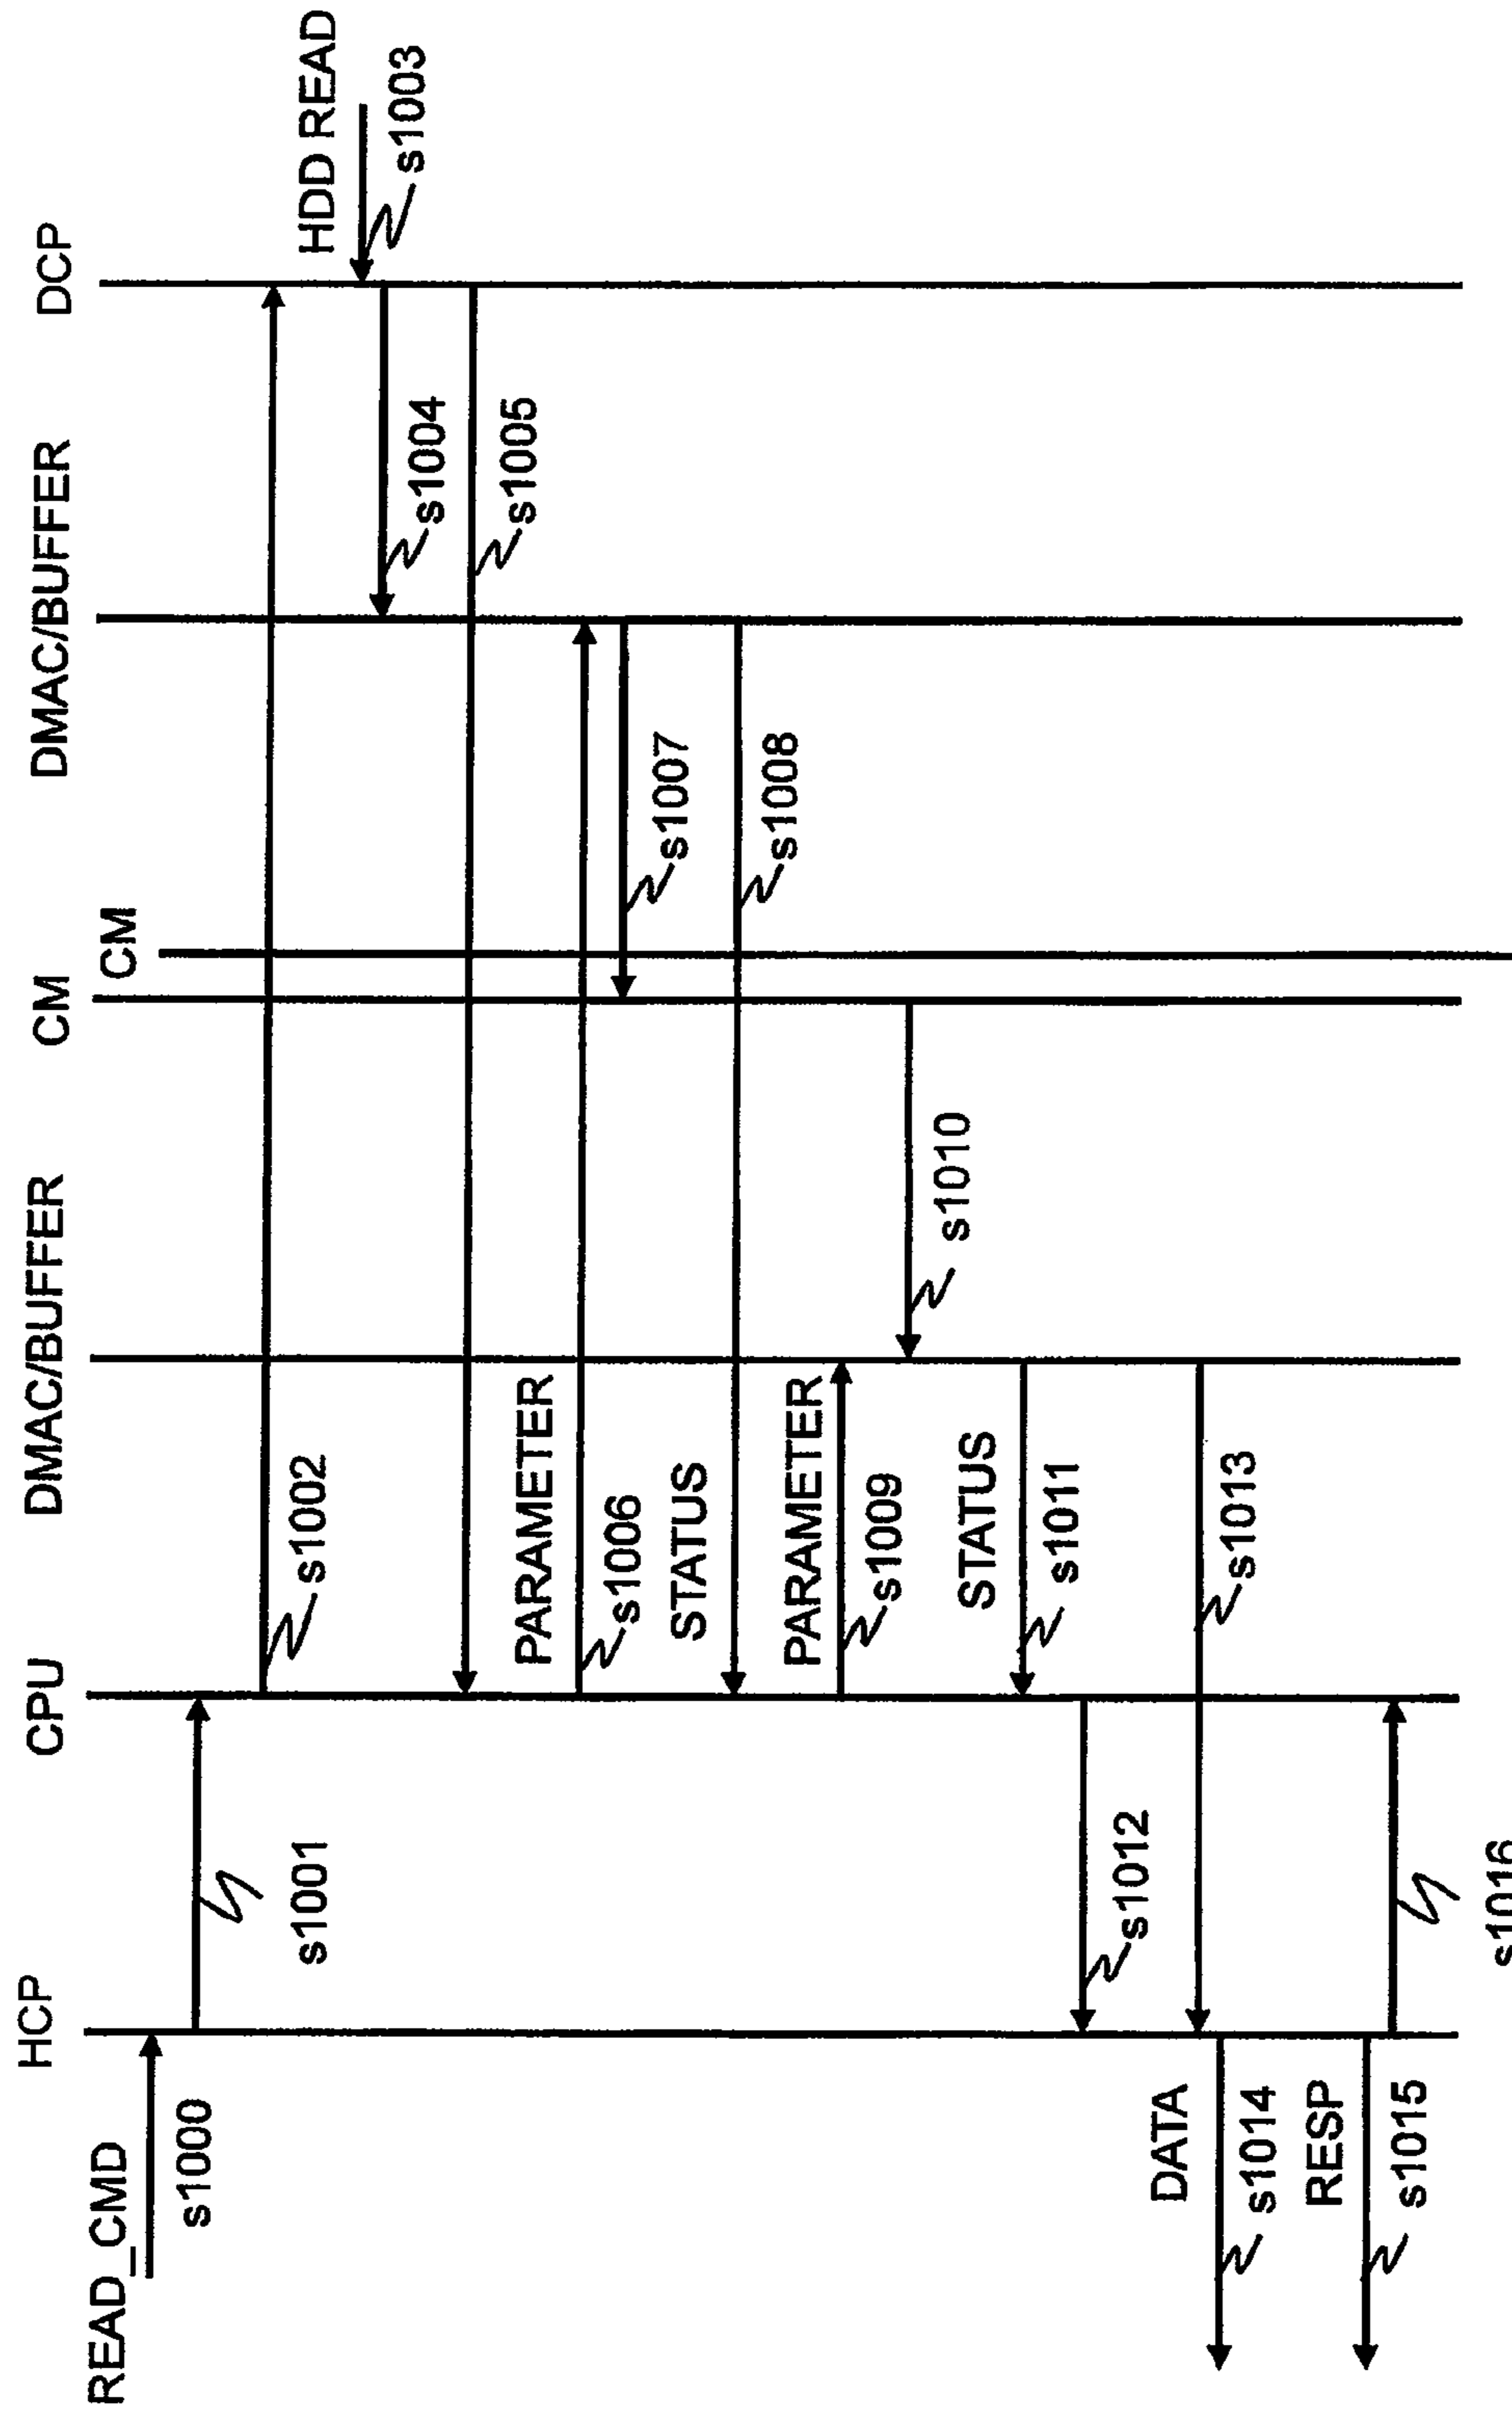 HCP
CPU
DMAC/BUFFER
CM
CM
DMAC/BUFFER
DCP
READ_CMD
s1000
s1001
s1002
HDD READ
s1003
s1004
s1005
PARAMETER
s1006
s1007
STATUS
s1008
PARAMETER
s1009
s1010
STATUS
s1011
s1012
s1013
DATA
s1014
RESP
s1015
s1016